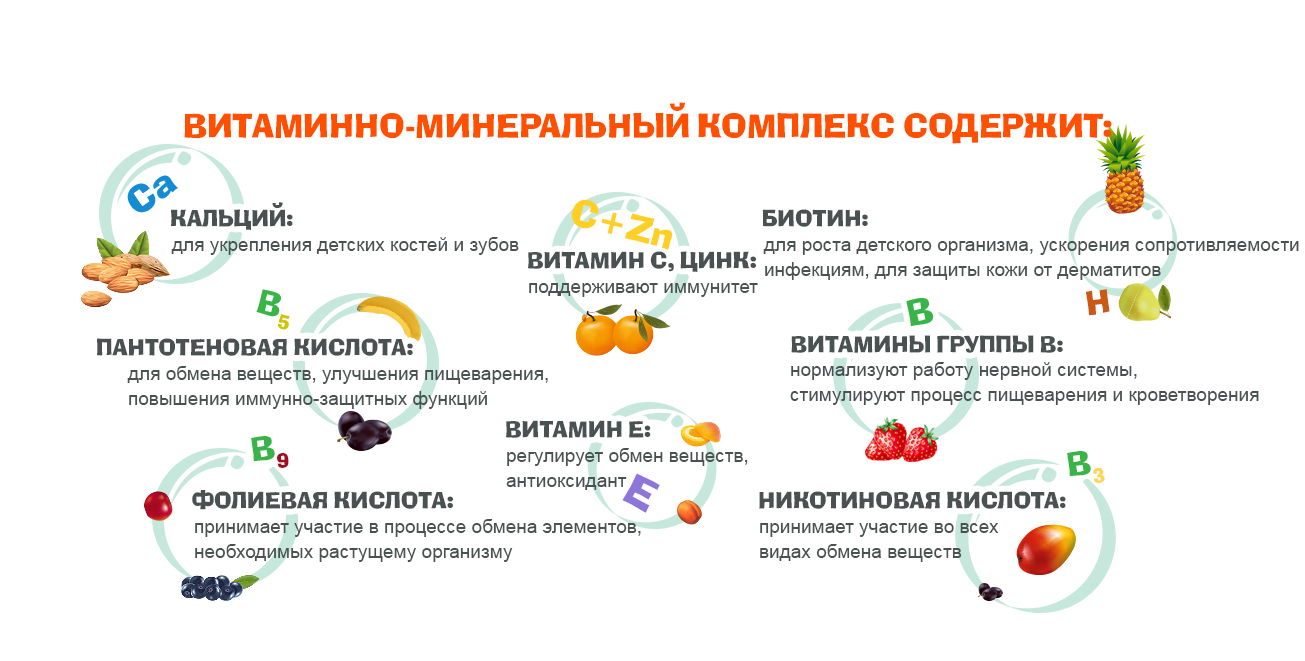 ВИТАМИННО-МИНЕРАЛЬНЫЙ КОМПЛЕКС СОДЕРЖИТ:
Ca
КАЛЬЦИЙ:
для укрепления детских костей и зубов
C+Zn
ВИТАМИН С, ЦИНК:
поддерживают иммунитет
БИОТИН:
для роста детского организма, ускорения сопротивляемости
инфекциям, для защиты кожи от дерматитов
H
B5
ПАНТОТЕНОВАЯ КИСЛОТА:
для обмена веществ, улучшения пищеварения,
повышения иммунно-защитных функций
B
ВИТАМИНЫ ГРУППЫ В:
нормализуют работу нервной системы,
стимулируют процесс пищеварения и кроветворения
ВИТАМИН Е:
регулирует обмен веществ,
антиоксидант
E
B9
ФОЛИЕВАЯ КИСЛОТА:
принимает участие в процессе обмена элементов,
необходимых растущему организму
B3
НИКОТИНОВАЯ КИСЛОТА:
принимает участие во всех
видах обмена веществ